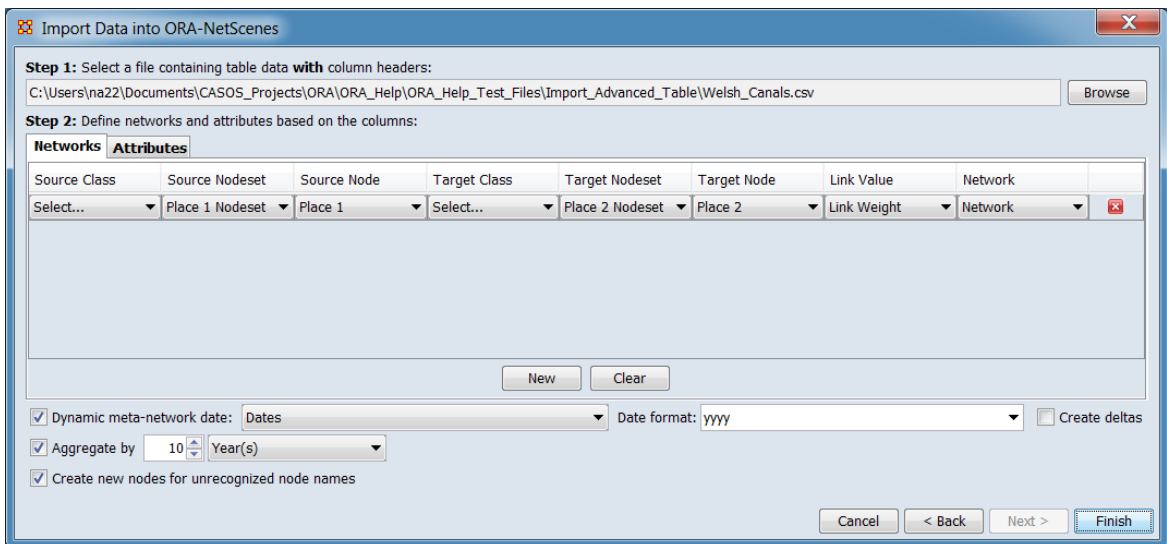 Import Data into ORA-NetScenes
Step 1: Select a file containing table data with column headers:
C:\Users\na22\Documents\CASOS_Projects\ORA\ORA_Help\ORA_Help_Test_Files\Import_Advanced_Table\Welsh_Canals.csv Browse
Step 2: Define networks and attributes based on the columns:
Networks Attributes
Source Class Source Nodeset Source Node Target Class Target Nodeset Target Node Link Value Network
Select... Place 1 Nodeset Place 1 Select... Place 2 Nodeset Place 2 Link Weight Network
New Clear
Dynamic meta-network date: Dates Date format: yyyy Create deltas
Aggregate by 10 Year(s)
Create new nodes for unrecognized node names
Cancel < Back Next > Finish